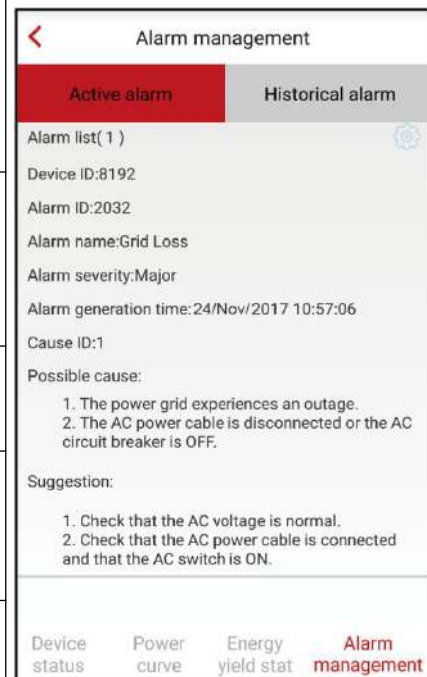 Alarm management
Active alarm Historical alarm
Alarm list( 1 )
Device ID:8192
Alarm ID:2032
Alarm name:Grid Loss
Alarm severity:Major
Alarm generation time:24/Nov/2017 10:57:06
Cause ID:1
Possible cause:
1. The power grid experiences an outage.
2. The AC power cable is disconnected or the AC
circuit breaker is OFF.
Suggestion:
1. Check that the AC voltage is normal.
2. Check that the AC power cable is connected
and that the AC switch is ON.
Device Power Energy Alarm
status curve yield stat management